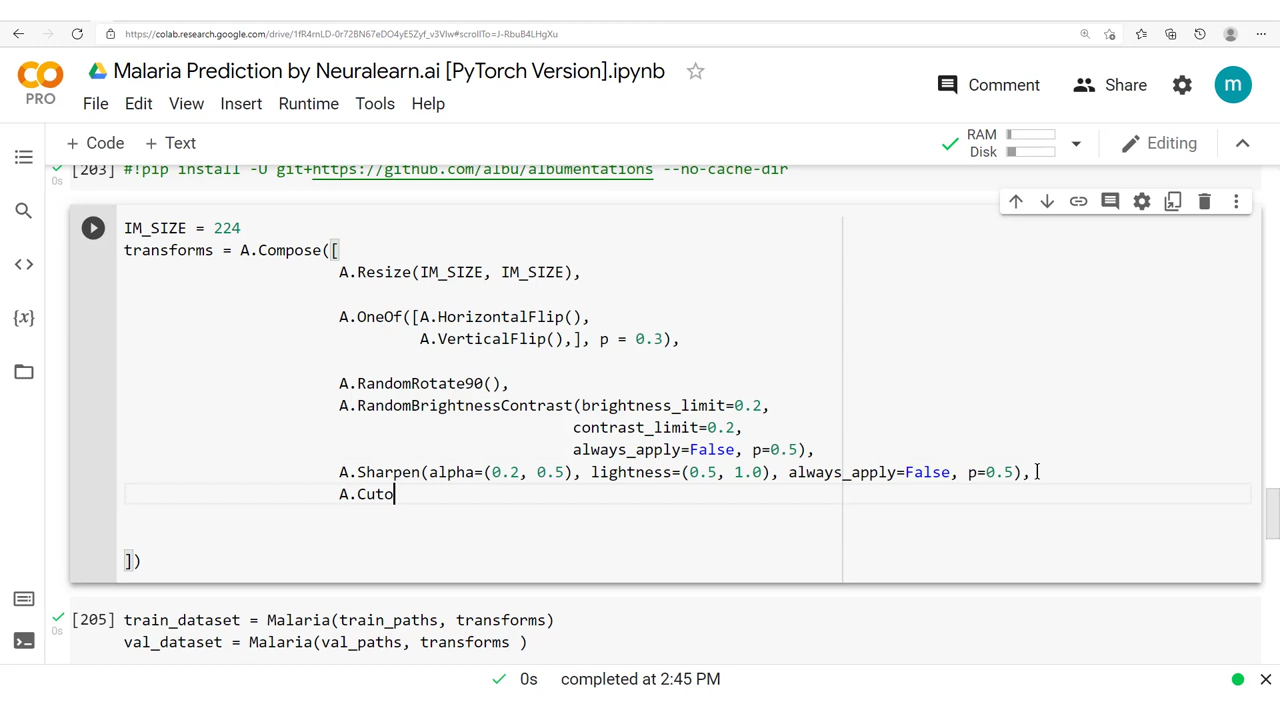 https://colab.research.google.com/drive/1fR4rnLD-0r72BN67eDO4yE5Zyf_v3Vlw#scrollTo=J-RbuB4LHgXu
CO
PRO
Malaria Prediction by Neuralearn.ai [PyTorch Version].ipynb
File Edit View Insert Runtime Tools Help
Comment
Share
m
+ Code + Text
RAM
Disk
Editing
[203] #!pip install -U git+https://github.com/albu/albumentations --no-cache-dir
0s
IM_SIZE = 224
transforms = A.Compose([
A.Resize(IM_SIZE, IM_SIZE),
A.OneOf([A.HorizontalFlip(),
A.VerticalFlip(),], p = 0.3),
A.RandomRotate90(),
A.RandomBrightnessContrast(brightness_limit=0.2,
contrast_limit=0.2,
always_apply=False, p=0.5),
A.Sharpen(alpha=(0.2, 0.5), lightness=(0.5, 1.0), always_apply=False, p=0.5),
A.Cuto
])
[205] train_dataset = Malaria(train_paths, transforms)
0s
val_dataset = Malaria(val_paths, transforms )
{x}
0s completed at 2:45 PM